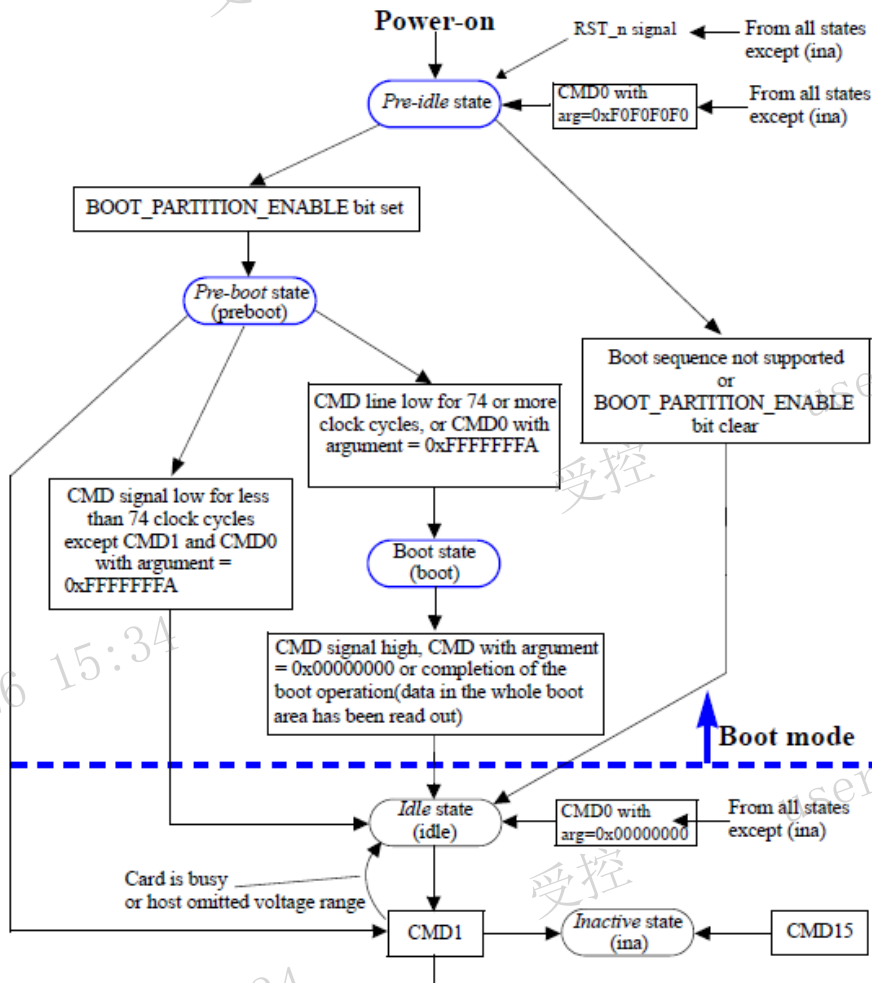 受
Power-on
RST_n signal
From all states
except (ina)
Pre-idle state
CMD0 with
arg=0xF0F0F0F0
From all states
except (ina)
BOOT_PARTITION_ENABLE bit set
Pre-boot state
(preboot)
Boot sequence not supported
or
BOOT_PARTITION_ENABLE
bit clear
user
CMD line low for 74 or more
clock cycles, or CMD0 with
argument = 0xFFFFFFFA
受控
CMD signal low for less
than 74 clock cycles
except CMD1 and CMD0
with argument =
0xFFFFFFFA
Boot state
(boot)
6 15:34
CMD signal high, CMD with argument
= 0x00000000 or completion of the
boot operation(data in the whole boot
area has been read out)
Boot mode
user
Idle state
(idle)
CMD0 with
arg=0x00000000
From all states
except (ina)
Card is busy
or host omitted voltage range
受控
CMD1
Inactive state
(ina)
CMD15